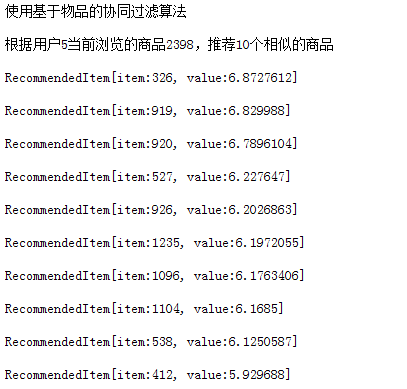 使用基于物品的协同过滤算法
根据用户5当前浏览的商品2398，推荐10个相似的商品
RecommendedItem[item:326, value:6.8727612]
RecommendedItem[item:919, value:6.829988]
RecommendedItem[item:920, value:6.7896104]
RecommendedItem[item:527, value:6.227647]
RecommendedItem[item:926, value:6.2026863]
RecommendedItem[item:1235, value:6.1972055]
RecommendedItem[item:1096, value:6.1763406]
RecommendedItem[item:1104, value:6.1685]
RecommendedItem[item:538, value:6.1250587]
RecommendedItem[item:412, value:5.929688]